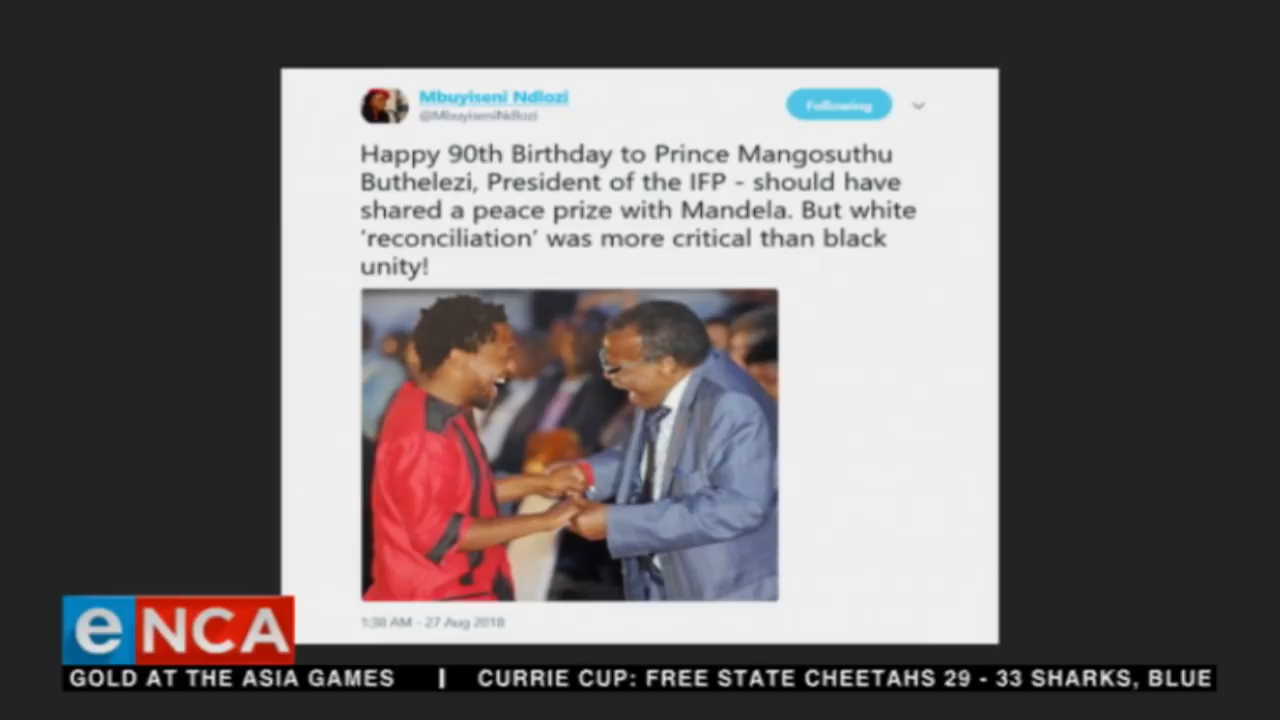 Mbuyiseni Ndlozi
@MbuyiseniNdlozi
Following
Happy 90th Birthday to Prince Mangosuthu
Buthelezi, President of the IFP - should have
shared a peace prize with Mandela. But white
‘reconciliation’ was more critical than black
unity!
1:38 AM - 27 Aug 2018
eNCA
GOLD AT THE ASIA GAMES | CURRIE CUP: FREE STATE CHEETAHS 29 - 33 SHARKS, BLUE